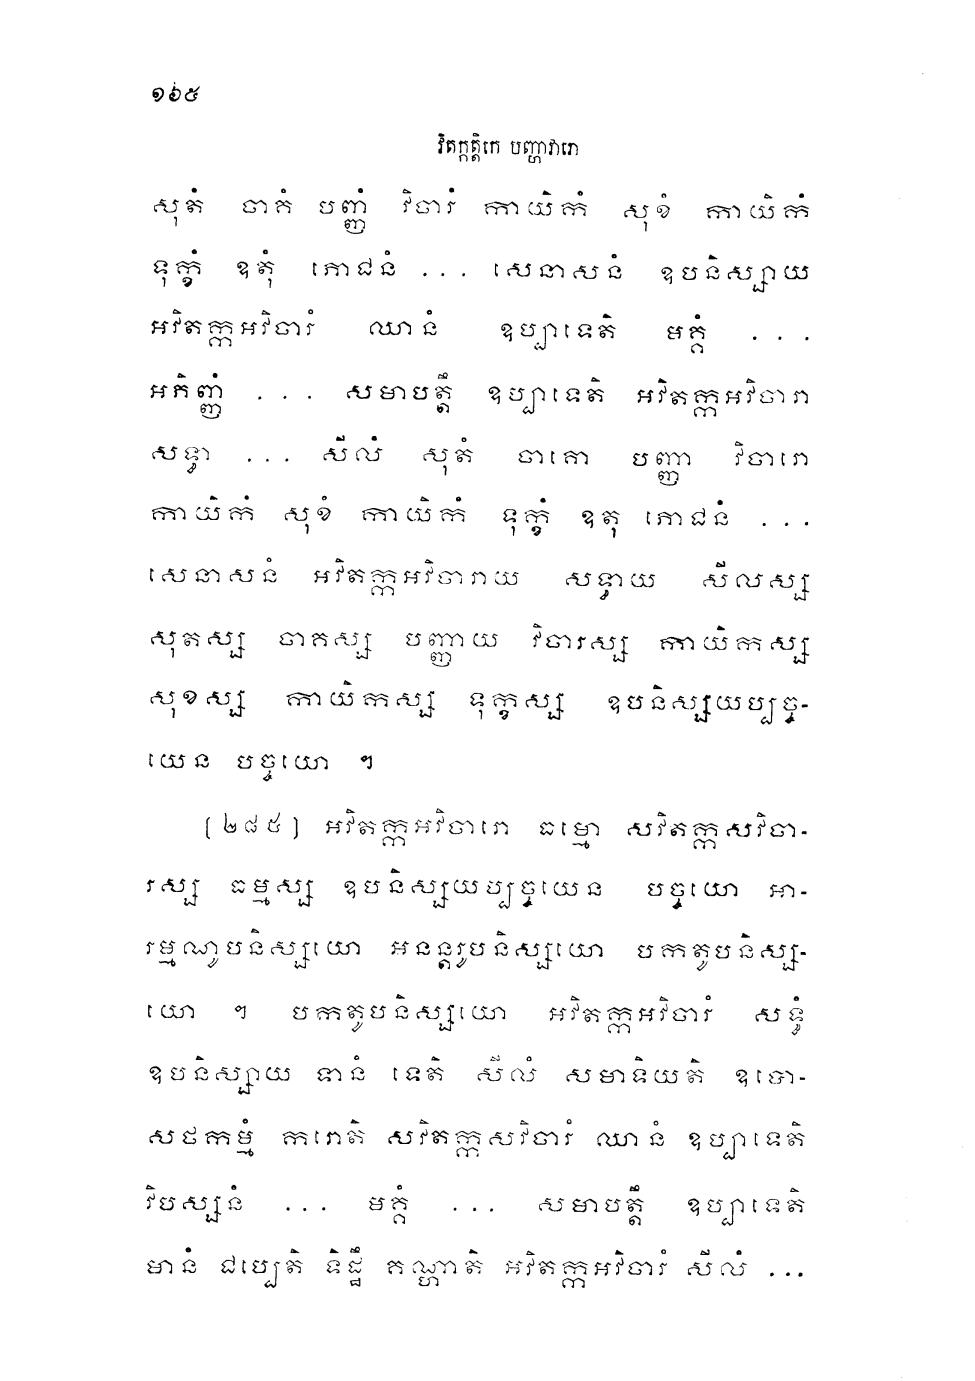 ១៦៥
វិតក្កត្តិកេ បញ្ហាវារោ
សុតំ ចាគំ បញ្ញំ វិចារំ កាយិកំ សុខំ កាយិកំ
ទុក្ខំ ឧតុំ ភោជនំ ... សេនាសនំ ឧបនិស្សាយ
អវិតក្កអវិចារំ ឈានំ ឧប្បាទេតិ មគ្គំ ...
អភិញ្ញំ ... សមាបត្តឹ ឧប្បាទេតិ អវិតក្កអវិចារា
សទ្ធា ... សីលំ សុតំ ចាគោ បញ្ញា វិចារោ
កាយិកំ សុខំ កាយិកំ ទុក្ខំ ឧតុ ភោជនំ ...
សេនាសនំ អវិតក្កអវិចារាយ សទ្ធាយ សីលស្ស
សុតស្ស ចាគស្ស បញ្ញាយ វិចារស្ស កាយិកស្ស
សុខស្ស កាយិកស្ស ទុក្ខស្ស ឧបនិស្សយប្បច្ច-
យេន បច្ចយោ ។
[២៨៥] អវិតក្កអវិចារោ ធម្មោ សវិតក្កសវិចា-
រស្ស ធម្មស្ស ឧបនិស្សយប្បច្ចយេន បច្ចយោ អា-
រម្មណូបនិស្សយោ អនន្តរូបនិស្សយោ បកតូបនិស្ស-
យោ ។ បកតូបនិស្សយោ អវិតក្កអវិចារំ សទ្ធំ
ឧបនិស្សាយ ទានំ ទេតិ សីលំ សមាទិយតិ ឧបោ-
សថកម្មំ ករោតិ សវិតក្កសវិចារំ ឈានំ ឧប្បាទេតិ
វិបស្សនំ ... មគ្គំ ... សមាបត្តឹ ឧប្បាទេតិ
មានំ ជប្បេតិ ទិដ្ឋឹ គណ្ហាតិ អវិតក្កអវិចារំ សីលំ ...